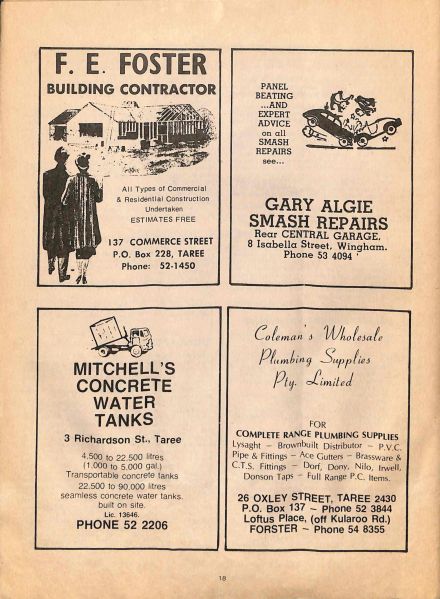 F. E. FOSTER
BUILDING CONTRACTOR
All Types of Commercial
& Residential Construction
Undertaken
ESTIMATES FREE
137 COMMERCE STREET
P.O. Box 228, TAREE
Phone: 52-1450
PANEL
BEATING
...AND
EXPERT
ADVICE
on all
SMASH
REPAIRS
see...
GARY ALGIE
SMASH REPAIRS
Rear CENTRAL GARAGE,
8 Isabella Street, Wingham.
Phone 53 4094
MITCHELL'S
CONCRETE
WATER
TANKS
3 Richardson St., Taree
4.500 to 22.500 litres
(1.000 to 5,000 gal.)
Transportable concrete tanks
22.500 to 90,000 litres
seamless concrete water tanks.
built on site.
Lic. 13646.
PHONE 52 2206
Coleman's Wholesale
Plumbing Supplies
Pty. Limited
FOR
COMPLETE RANGE PLUMBING SUPPLIES
Lysaght – Brownbuilt Distributor – P.V.C.
Pipe & Fittings – Ace Gutters – Brassware &
C.T.S. Fittings – Dorf, Dony, Nilo, Irwell,
Donson Taps – Full Range P.C. Items.
26 OXLEY STREET, TAREE 2430
P.O. Box 137 – Phone 52 3844
Loftus Place, (off Kularoo Rd.)
FORSTER – Phone 54 8355
18